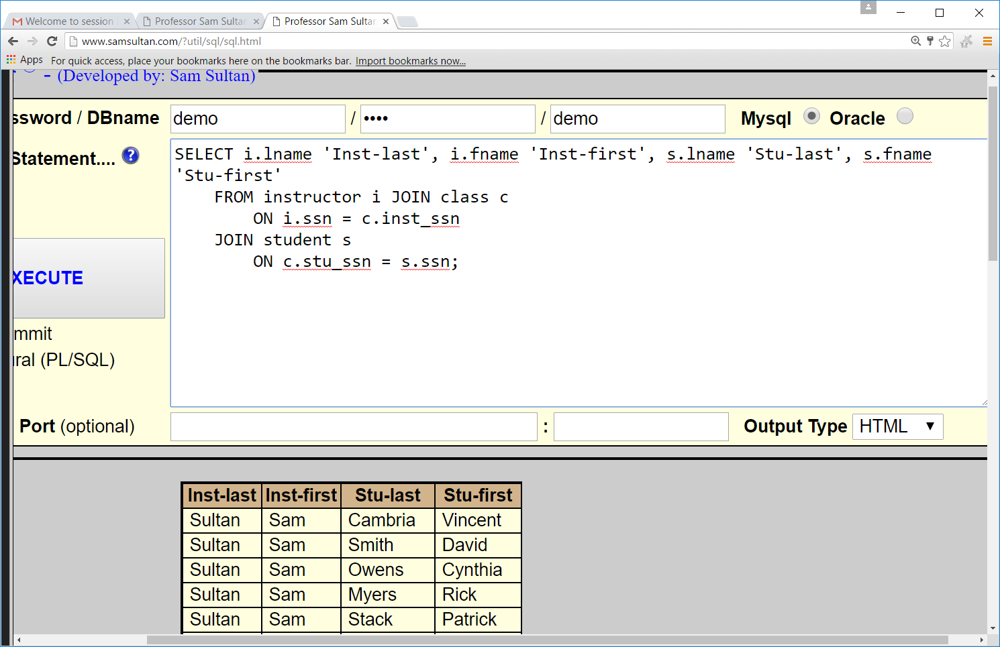 Welcome to session
Professor Sam Sultan
Professor Sam Sultan
www.samsultan.com/?util/sql/sql.html
Apps For quick access, place your bookmarks here on the bookmarks bar. Import bookmarks now...
- (Developed by: Sam Sultan)
ssword / DBname demo / •••• / demo Mysql Oracle
Statement.... ?
SELECT i.lname 'Inst-last', i.fname 'Inst-first', s.lname 'Stu-last', s.fname
'Stu-first'
FROM instructor i JOIN class c
ON i.ssn = c.inst_ssn
JOIN student s
ON c.stu_ssn = s.ssn;
XECUTE
mmit
ural (PL/SQL)
Port (optional) : Output Type HTML
Inst-last Inst-first Stu-last Stu-first
Sultan Sam Cambria Vincent
Sultan Sam Smith David
Sultan Sam Owens Cynthia
Sultan Sam Myers Rick
Sultan Sam Stack Patrick